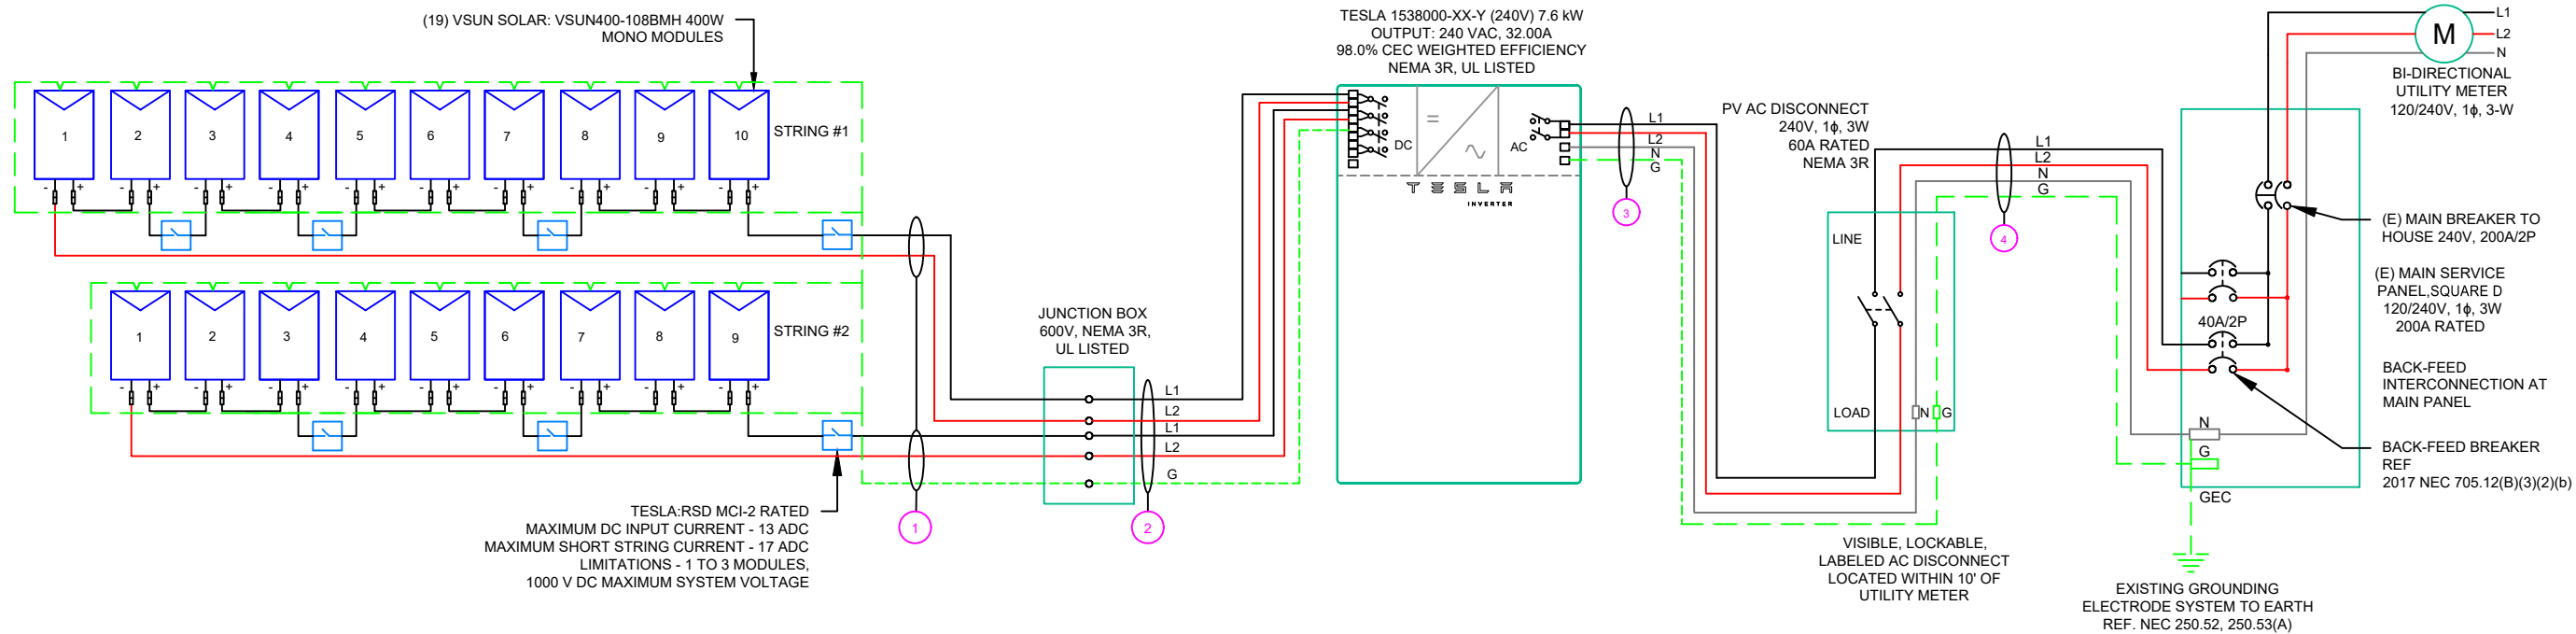 (19) VSUN SOLAR: VSUN400-108BMH 400W
MONO MODULES
1 2 3 4 5 6 7 8 9 10
STRING #1
- + - + - + - + - + - + - + - + - + - +
1 2 3 4 5 6 7 8 9
STRING #2
- + - + - + - + - + - + - + - + - +
TESLA:RSD MCI-2 RATED
MAXIMUM DC INPUT CURRENT - 13 ADC
MAXIMUM SHORT STRING CURRENT - 17 ADC
LIMITATIONS - 1 TO 3 MODULES,
1000 V DC MAXIMUM SYSTEM VOLTAGE
1
JUNCTION BOX
600V, NEMA 3R,
UL LISTED
L1
L2
L1
L2
G
2
TESLA 1538000-XX-Y (240V) 7.6 kW
OUTPUT: 240 VAC, 32.00A
98.0% CEC WEIGHTED EFFICIENCY
NEMA 3R, UL LISTED
DC
AC
TESLA
INVERTER
L1
L2
N
G
3
PV AC DISCONNECT
240V, 1ϕ, 3W
60A RATED
NEMA 3R
LINE
LOAD
N G
VISIBLE, LOCKABLE,
LABELED AC DISCONNECT
LOCATED WITHIN 10' OF
UTILITY METER
L1
L2
N
G
4
M
L1
L2
N
BI-DIRECTIONAL
UTILITY METER
120/240V, 1ϕ, 3-W
(E) MAIN BREAKER TO
HOUSE 240V, 200A/2P
(E) MAIN SERVICE
PANEL,SQUARE D
120/240V, 1ϕ, 3W
200A RATED
40A/2P
BACK-FEED
INTERCONNECTION AT
MAIN PANEL
BACK-FEED BREAKER
REF
2017 NEC 705.12(B)(3)(2)(b)
N
G
GEC
EXISTING GROUNDING
ELECTRODE SYSTEM TO EARTH
REF. NEC 250.52, 250.53(A)